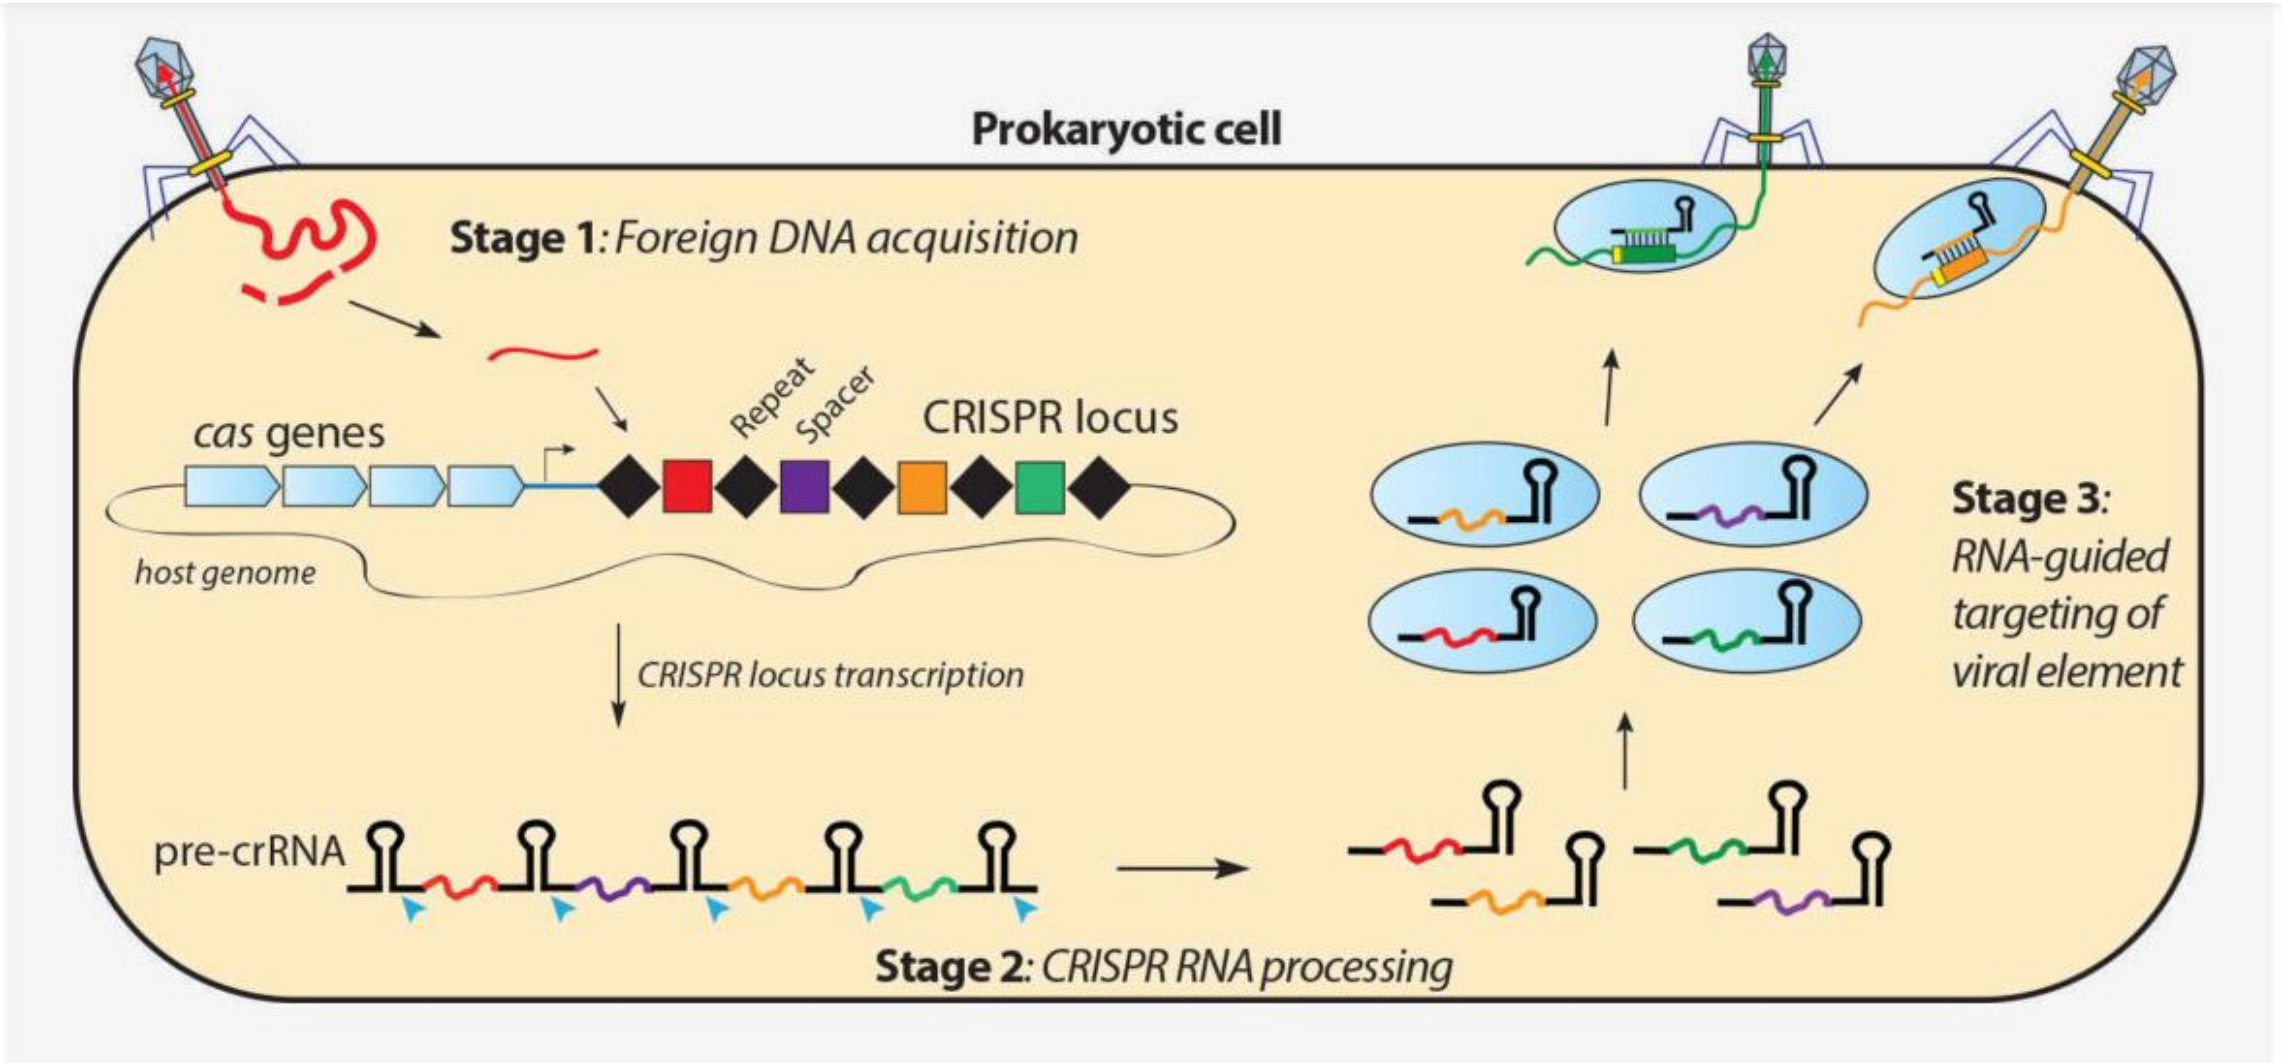 Prokaryotic cell
Stage 1: Foreign DNA acquisition
cas genes
Repeat
Spacer
CRISPR locus
host genome
CRISPR locus transcription
Stage 3:
RNA-guided
targeting of
viral element
pre-crRNA
Stage 2: CRISPR RNA processing